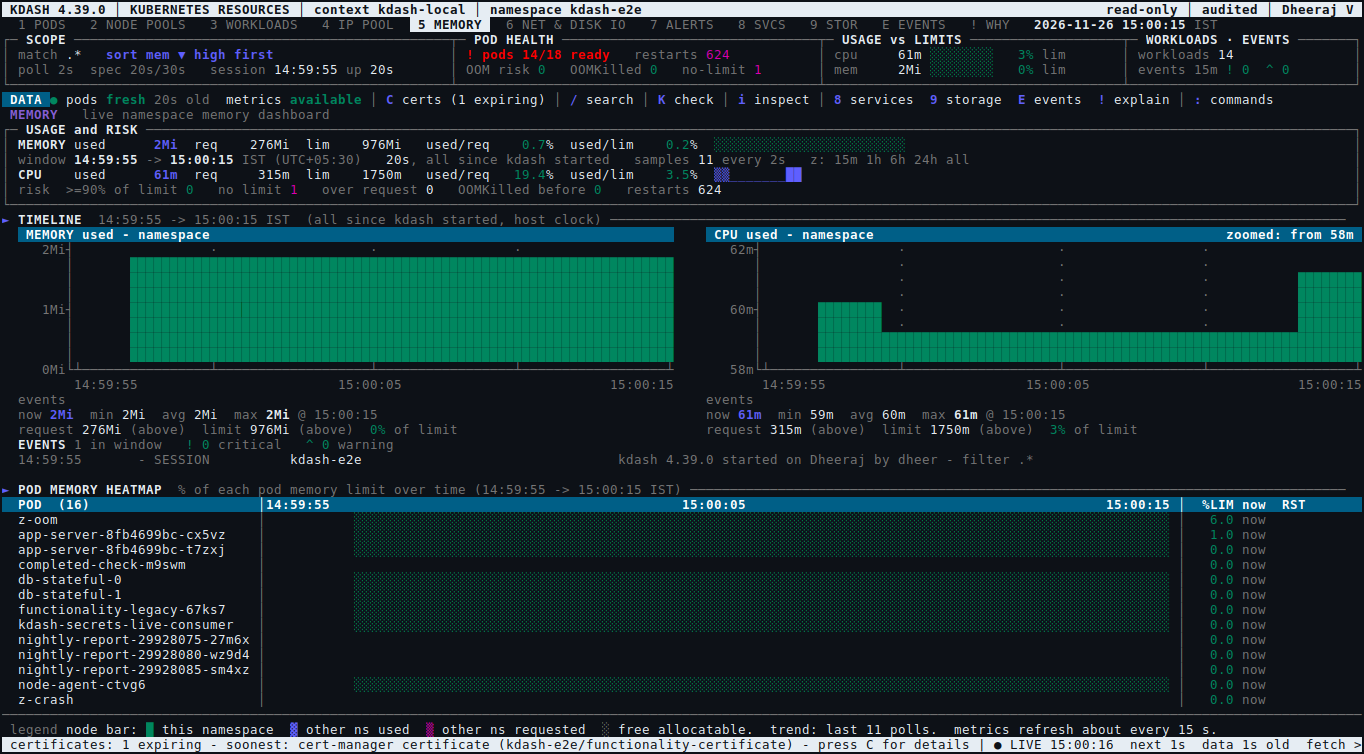 KDASH 4.39.0 │ KUBERNETES RESOURCES │ context kdash-local │ namespace kdash-e2e read-only │ audited │ Dheeraj V
1 PODS 2 NODE POOLS 3 WORKLOADS 4 IP POOL 5 MEMORY 6 NET & DISK IO 7 ALERTS 8 SVCS 9 STOR E EVENTS ! WHY 2026-11-26 15:00:15 IST
SCOPE POD HEALTH USAGE vs LIMITS WORKLOADS · EVENTS
match .* sort mem ▼ high first ! pods 14/18 ready restarts 624 cpu 61m 3% lim workloads 14
poll 2s spec 20s/30s session 14:59:55 up 20s OOM risk 0 OOMKilled 0 no-limit 1 mem 2Mi 0% lim events 15m ! 0 ^ 0
DATA ● pods fresh 20s old metrics available │ C certs (1 expiring) │ / search │ K check │ i inspect │ 8 services 9 storage E events ! explain │ : commands
MEMORY live namespace memory dashboard
USAGE and RISK
MEMORY used 2Mi req 276Mi lim 976Mi used/req 0.7% used/lim 0.2%
window 14:59:55 -> 15:00:15 IST (UTC+05:30) 20s, all since kdash started samples 11 every 2s z: 15m 1h 6h 24h all
CPU used 61m req 315m lim 1750m used/req 19.4% used/lim 3.5%
risk >=90% of limit 0 no limit 1 over request 0 OOMKilled before 0 restarts 624
► TIMELINE 14:59:55 -> 15:00:15 IST (all since kdash started, host clock)
MEMORY used - namespace CPU used - namespace zoomed: from 58m
2Mi 62m
1Mi 60m
0Mi 58m
14:59:55 15:00:05 15:00:15 14:59:55 15:00:05 15:00:15
events events
now 2Mi min 2Mi avg 2Mi max 2Mi @ 15:00:15 now 61m min 59m avg 60m max 61m @ 15:00:15
request 276Mi (above) limit 976Mi (above) 0% of limit request 315m (above) limit 1750m (above) 3% of limit
EVENTS 1 in window ! 0 critical ^ 0 warning
14:59:55 - SESSION kdash-e2e kdash 4.39.0 started on Dheeraj by dheer - filter .*
► POD MEMORY HEATMAP % of each pod memory limit over time (14:59:55 -> 15:00:15 IST)
POD (16) │14:59:55 15:00:05 15:00:15 │ %LIM now RST
z-oom 6.0 now
app-server-8fb4699bc-cx5vz 1.0 now
app-server-8fb4699bc-t7zxj 0.0 now
completed-check-m9swm 0.0 now
db-stateful-0 0.0 now
db-stateful-1 0.0 now
functionality-legacy-67ks7 0.0 now
kdash-secrets-live-consumer 0.0 now
nightly-report-29928075-27m6x 0.0 now
nightly-report-29928080-wz9d4 0.0 now
nightly-report-29928085-sm4xz 0.0 now
node-agent-ctvg6 0.0 now
z-crash 0.0 now
legend node bar: this namespace other ns used other ns requested free allocatable. trend: last 11 polls. metrics refresh about every 15 s.
certificates: 1 expiring - soonest: cert-manager certificate (kdash-e2e/functionality-certificate) - press C for details │ ● LIVE 15:00:16 next 1s data 1s old fetch >